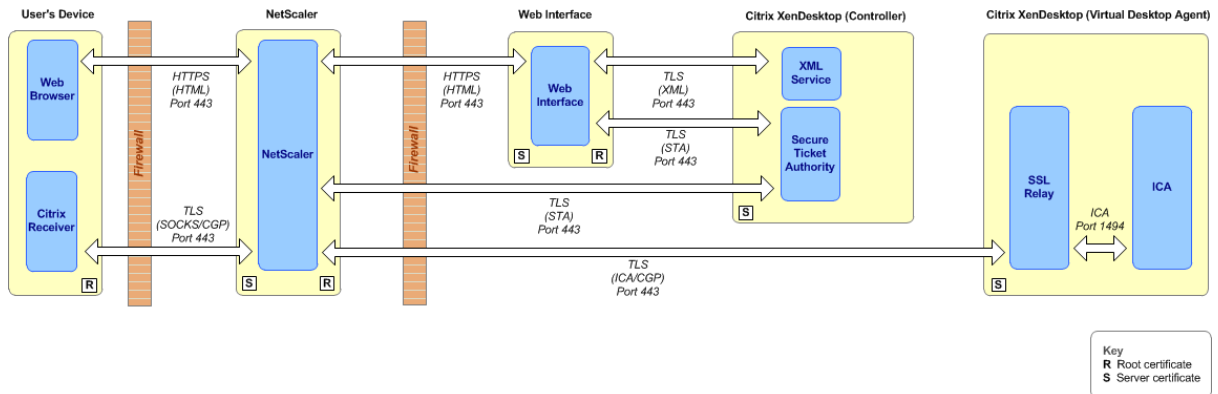 User's Device
NetScaler
Web Interface
Citrix XenDesktop (Controller)
Citrix XenDesktop (Virtual Desktop Agent)
Web
Browser
HTTPS
(HTML)
Port 443
Firewall
Citrix
Receiver
TLS
(SOCKS/CGP)
Port 443
R
NetScaler
S
R
HTTPS
(HTML)
Port 443
Firewall
Web
Interface
S
R
TLS
(XML)
Port 443
TLS
(STA)
Port 443
XML
Service
Secure
Ticket
Authority
S
TLS
(STA)
Port 443
TLS
(ICA/CGP)
Port 443
SSL
Relay
ICA
Port 1494
ICA
S
Key
R Root certificate
S Server certificate